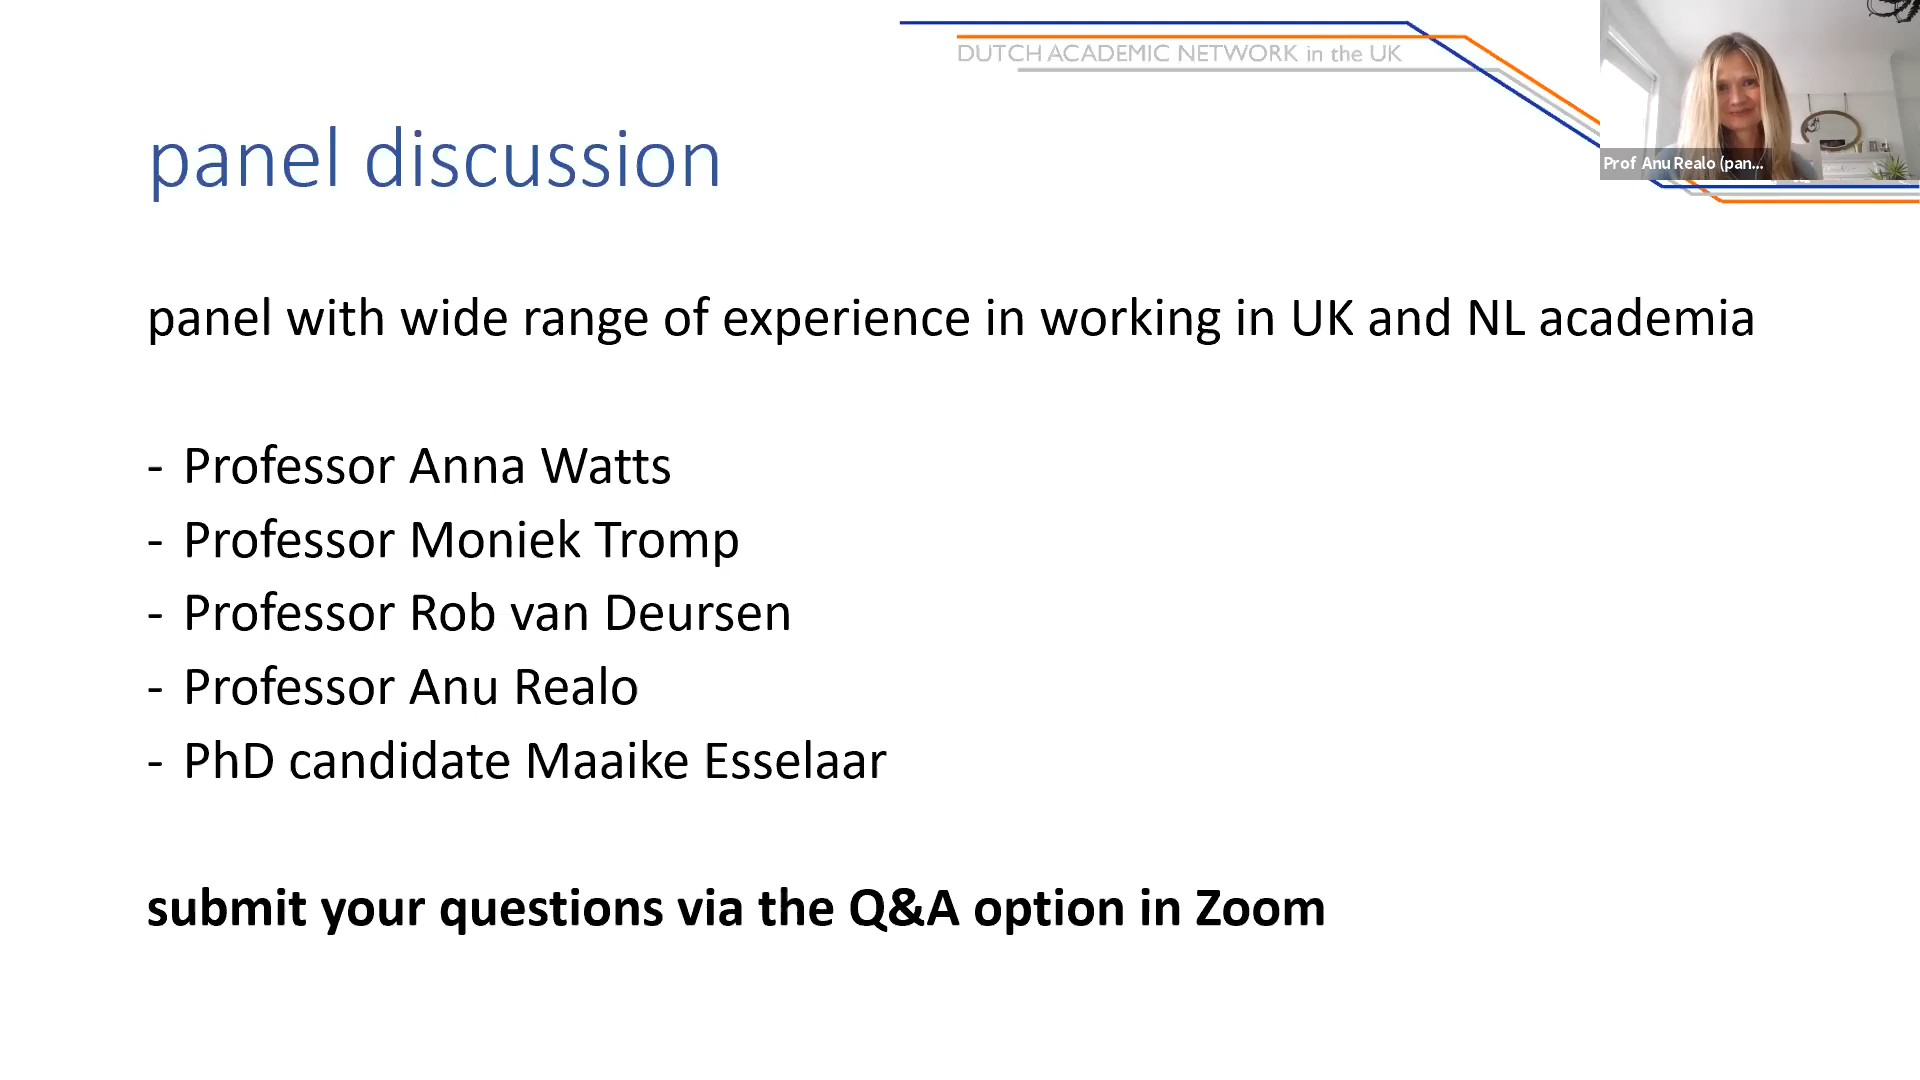 DUTCH ACADEMIC NETWORK in the UK
Prof Anu Realo (pan...
panel discussion
panel with wide range of experience in working in UK and NL academia
- Professor Anna Watts
- Professor Moniek Tromp
- Professor Rob van Deursen
- Professor Anu Realo
- PhD candidate Maaike Esselaar
submit your questions via the Q&A option in Zoom